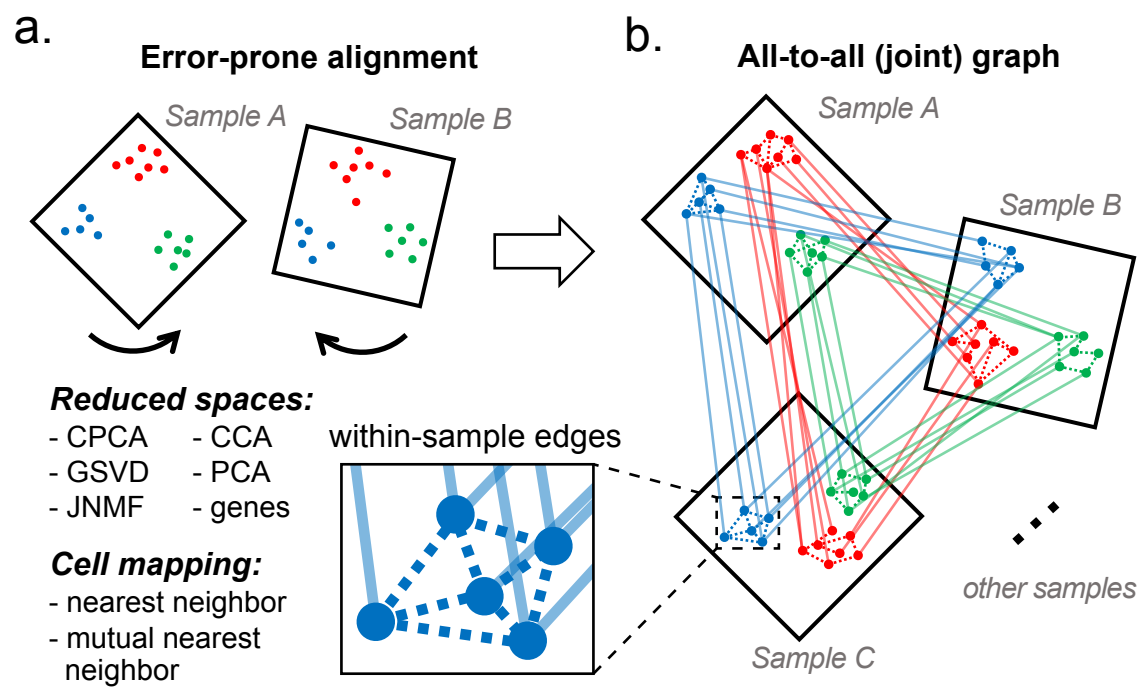 a.
Error-prone alignment
Sample A
Sample B
Reduced spaces:
- CPCA - CCA
- GSVD - PCA
- JNMF - genes
Cell mapping:
- nearest neighbor
- mutual nearest
neighbor
within-sample edges
b.
All-to-all (joint) graph
Sample A
Sample B
Sample C
other samples